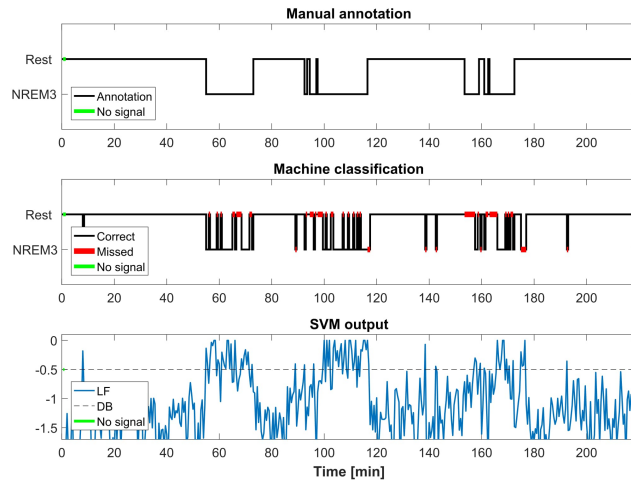 Manual annotation
Rest
NREM3
Annotation
No signal
0 20 40 60 80 100 120 140 160 180 200
Machine classification
Rest
NREM3
Correct
Missed
No signal
0 20 40 60 80 100 120 140 160 180 200
SVM output
0
-0.5
-1
-1.5
LF
DB
No signal
0 20 40 60 80 100 120 140 160 180 200
Time [min]